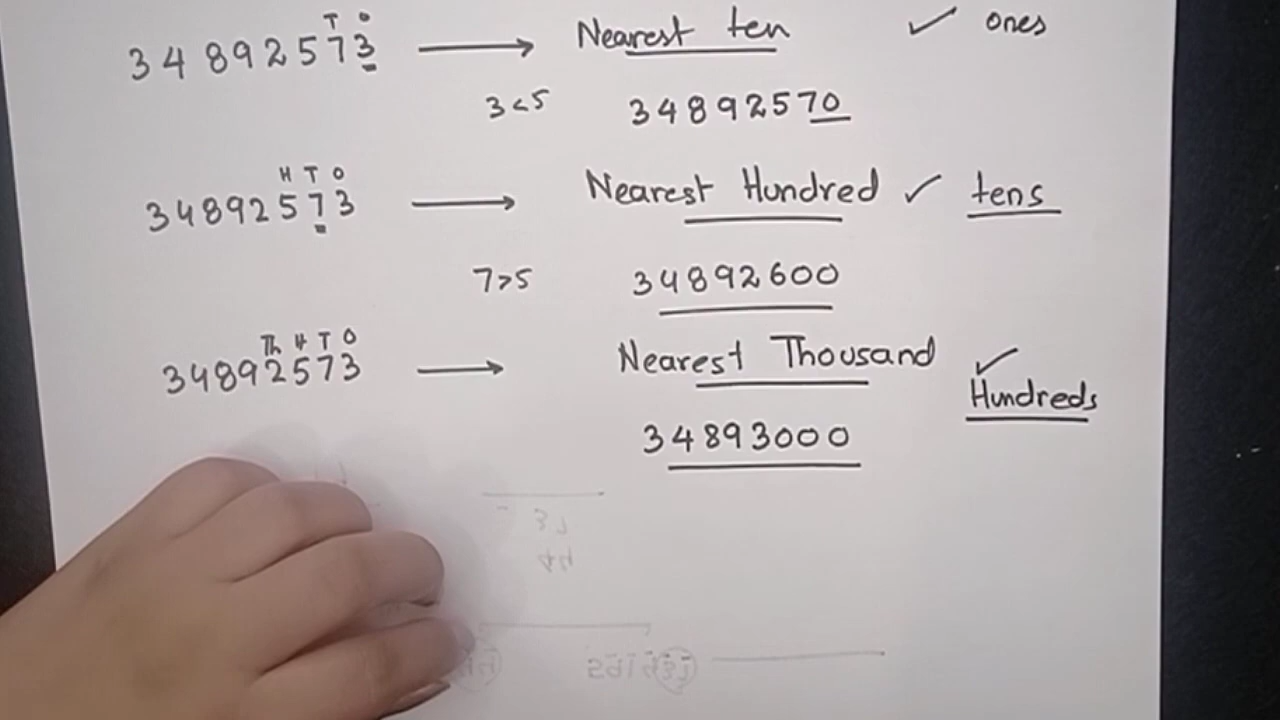 T O
34892573 → Nearest ten ✓ ones
3<5 34892570
H T O
34892573 → Nearest Hundred ✓ tens
7>5 34892600
Th H T O
34892573 → Nearest Thousand ✓ Hundreds
34893000